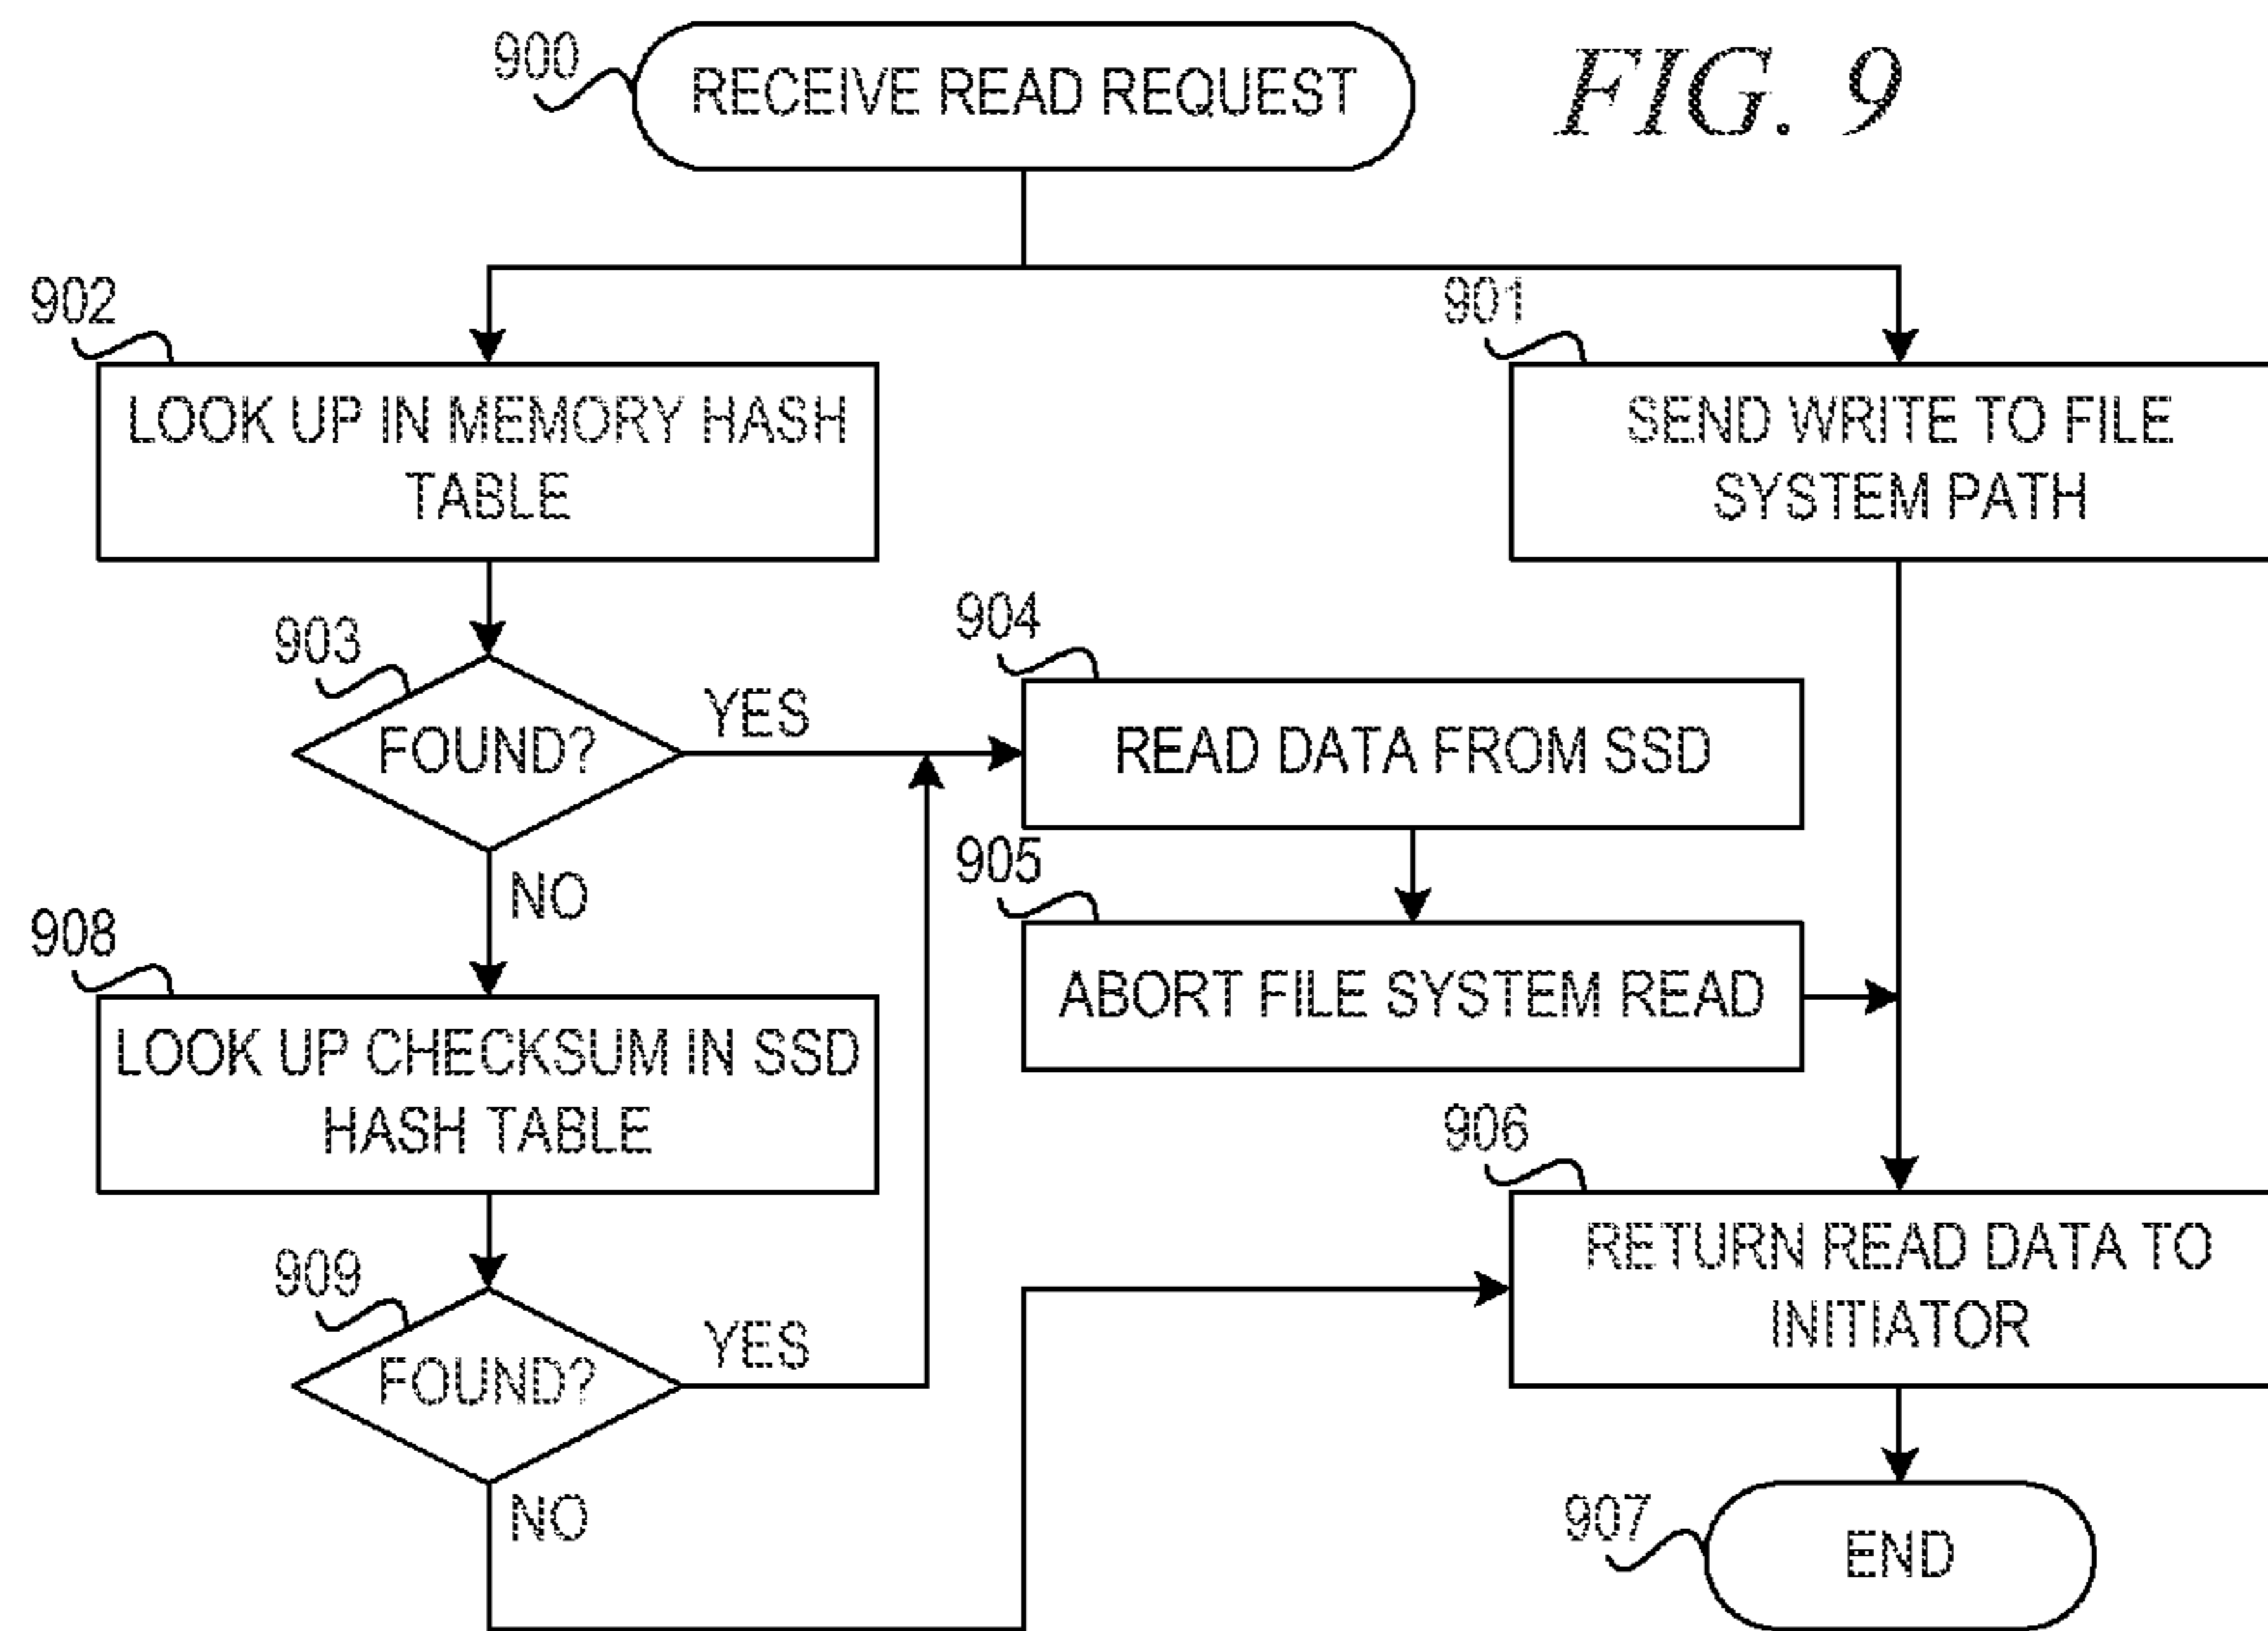 900
RECEIVE READ REQUEST
FIG. 9
902
LOOK UP IN MEMORY HASH
TABLE
901
SEND WRITE TO FILE
SYSTEM PATH
903
FOUND?
YES
NO
904
READ DATA FROM SSD
905
ABORT FILE SYSTEM READ
908
LOOK UP CHECKSUM IN SSD
HASH TABLE
909
FOUND?
YES
NO
906
RETURN READ DATA TO
INITIATOR
907
END